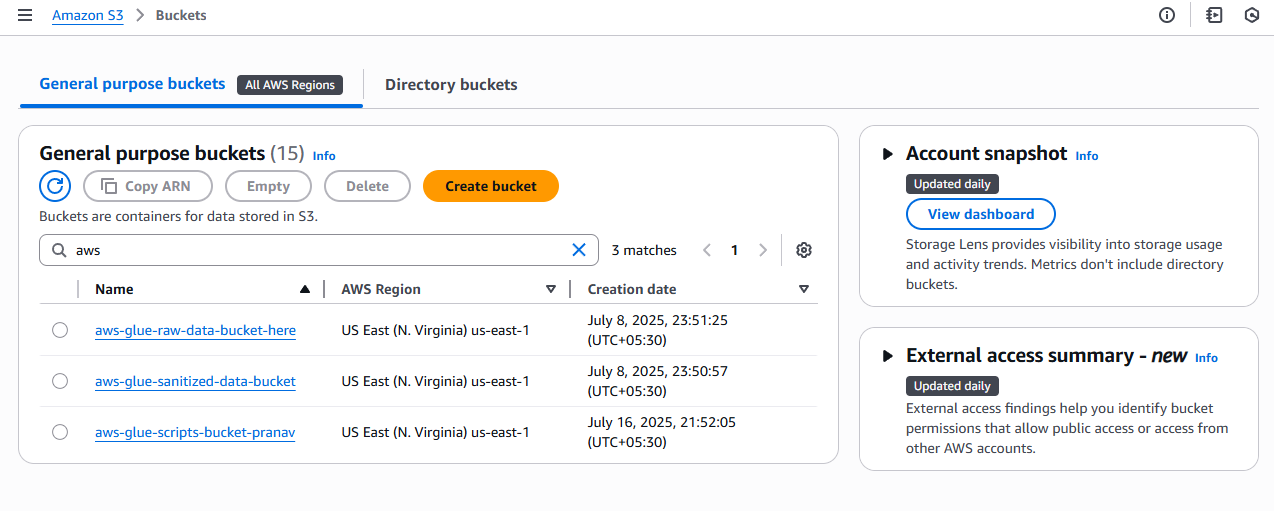 Amazon S3 > Buckets
General purpose buckets All AWS Regions
Directory buckets
General purpose buckets (15) Info
Copy ARN
Empty
Delete
Create bucket
Buckets are containers for data stored in S3.
aws
3 matches
1
Name AWS Region Creation date
aws-glue-raw-data-bucket-here US East (N. Virginia) us-east-1 July 8, 2025, 23:51:25
(UTC+05:30)
aws-glue-sanitized-data-bucket US East (N. Virginia) us-east-1 July 8, 2025, 23:50:57
(UTC+05:30)
aws-glue-scripts-bucket-pranav US East (N. Virginia) us-east-1 July 16, 2025, 21:52:05
(UTC+05:30)
Account snapshot Info
Updated daily
View dashboard
Storage Lens provides visibility into storage usage
and activity trends. Metrics don't include directory
buckets.
External access summary - new Info
Updated daily
External access findings help you identify bucket
permissions that allow public access or access from
other AWS accounts.